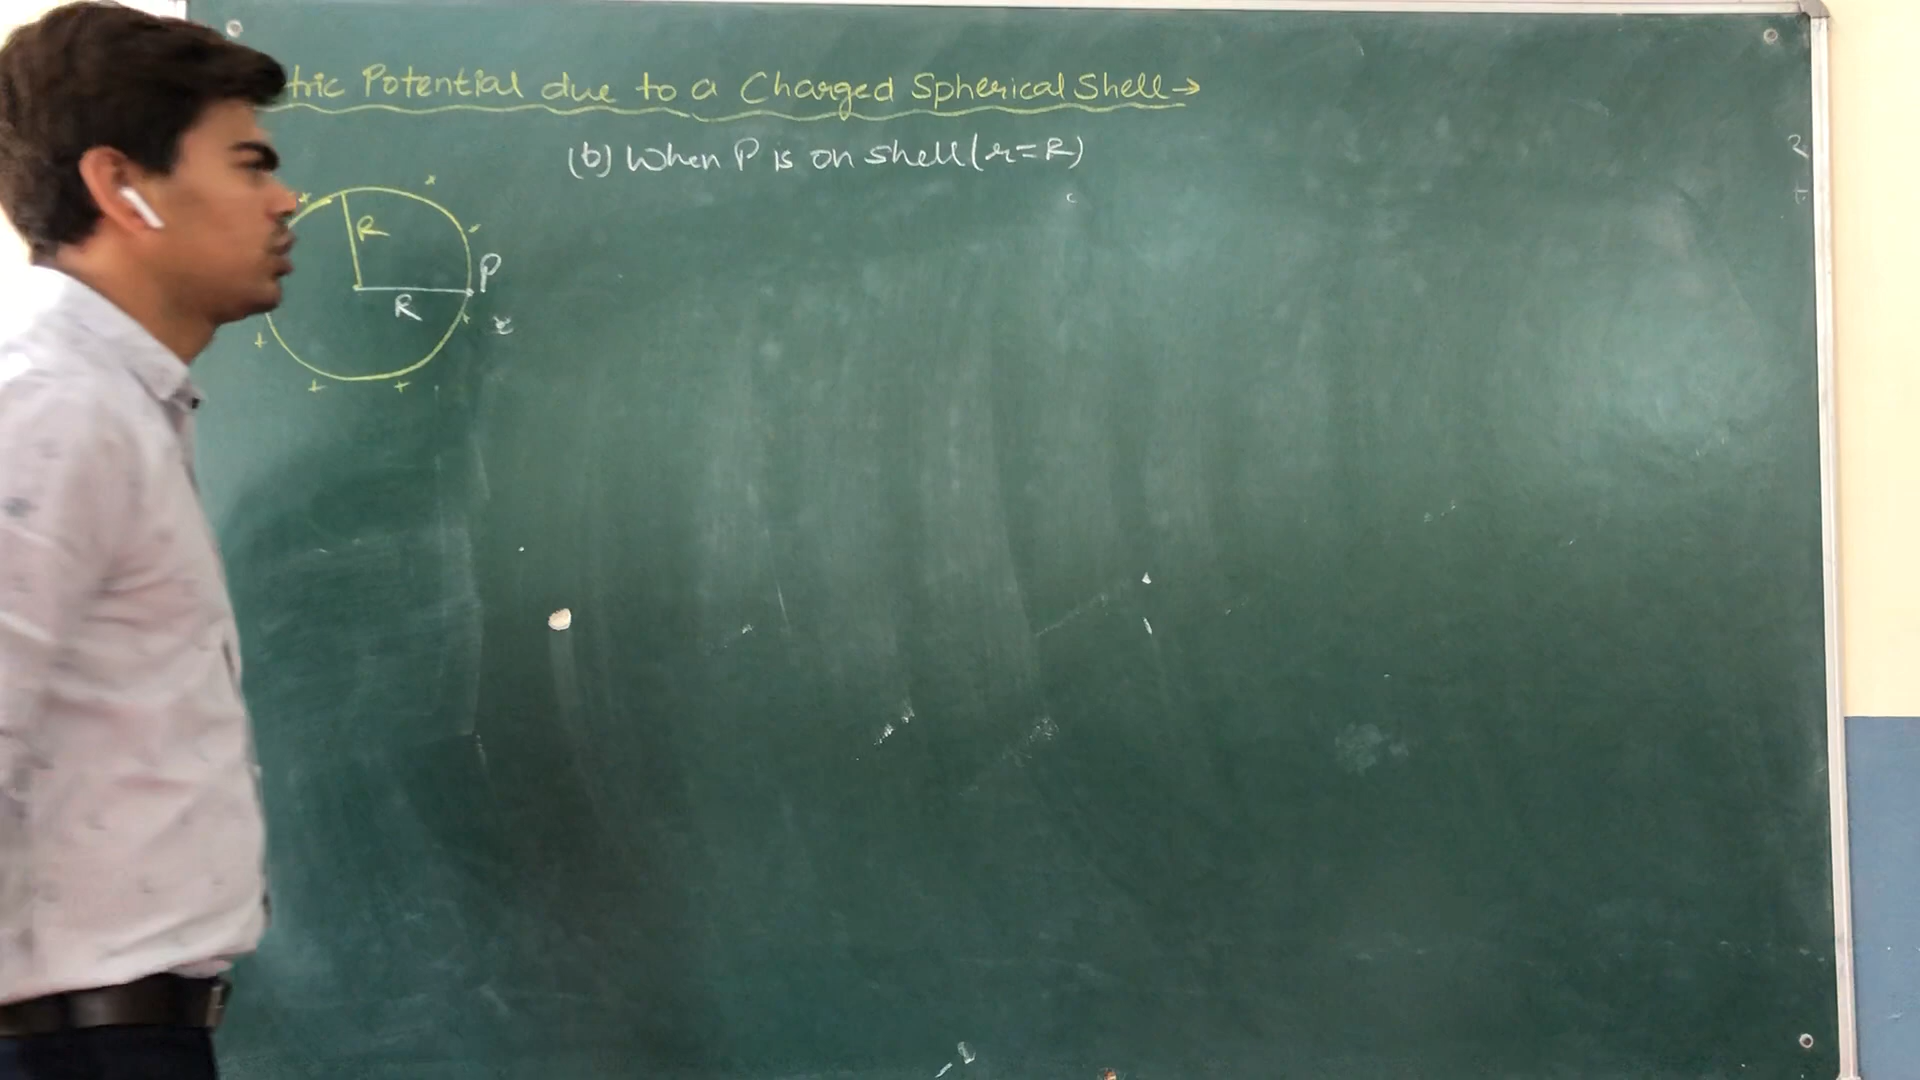 tric Potential due to a Charged Spherical Shell→
(b) When P is on shell (r=R)
R
P
R